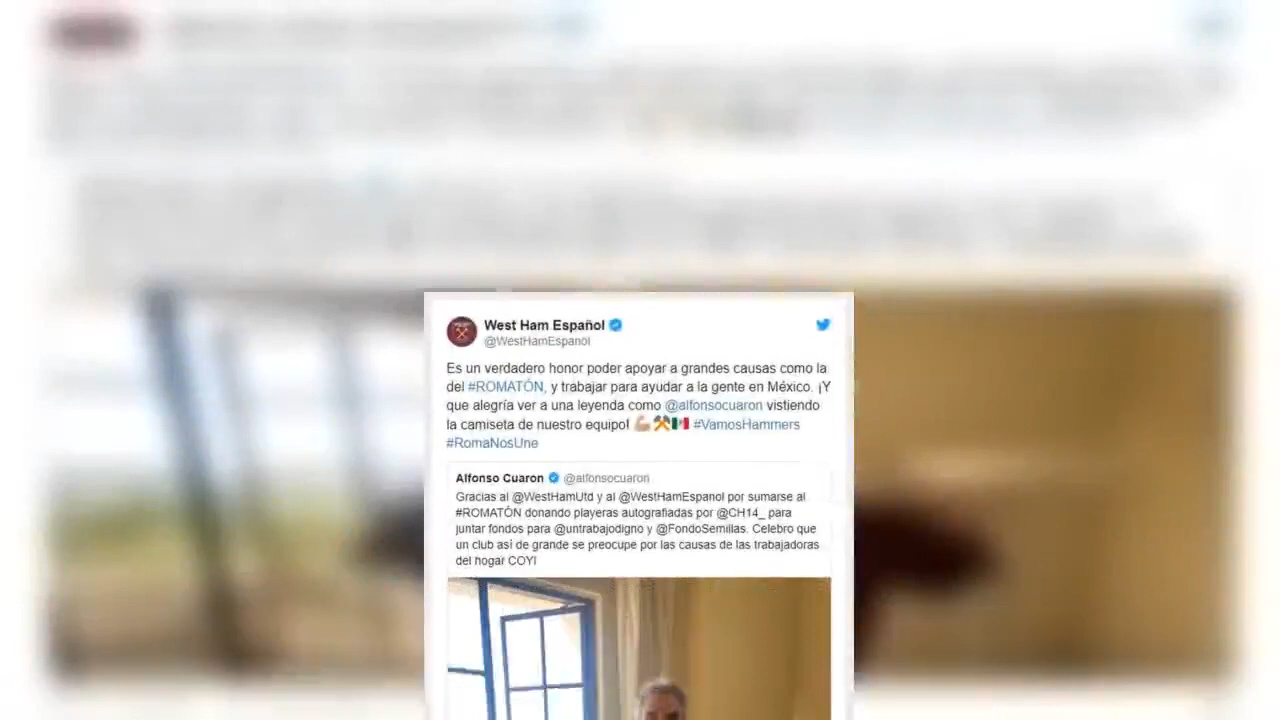 West Ham Español
@WestHamEspanol
Es un verdadero honor poder apoyar a grandes causas como la
del #ROMATÓN, y trabajar para ayudar a la gente en México. ¡Y
que alegría ver a una leyenda como @alfonsocuaron vistiendo
la camiseta de nuestro equipo! 💪🏼⚒️🇲🇽 #VamosHammers
#RomaNosUne
Alfonso Cuaron @alfonsocuaron
Gracias al @WestHamUtd y al @WestHamEspanol por sumarse al
#ROMATÓN donando playeras autografiadas por @CH14_ para
juntar fondos para @untrabajodigno y @FondoSemillas. Celebro que
un club así de grande se preocupe por las causas de las trabajadoras
del hogar COYI